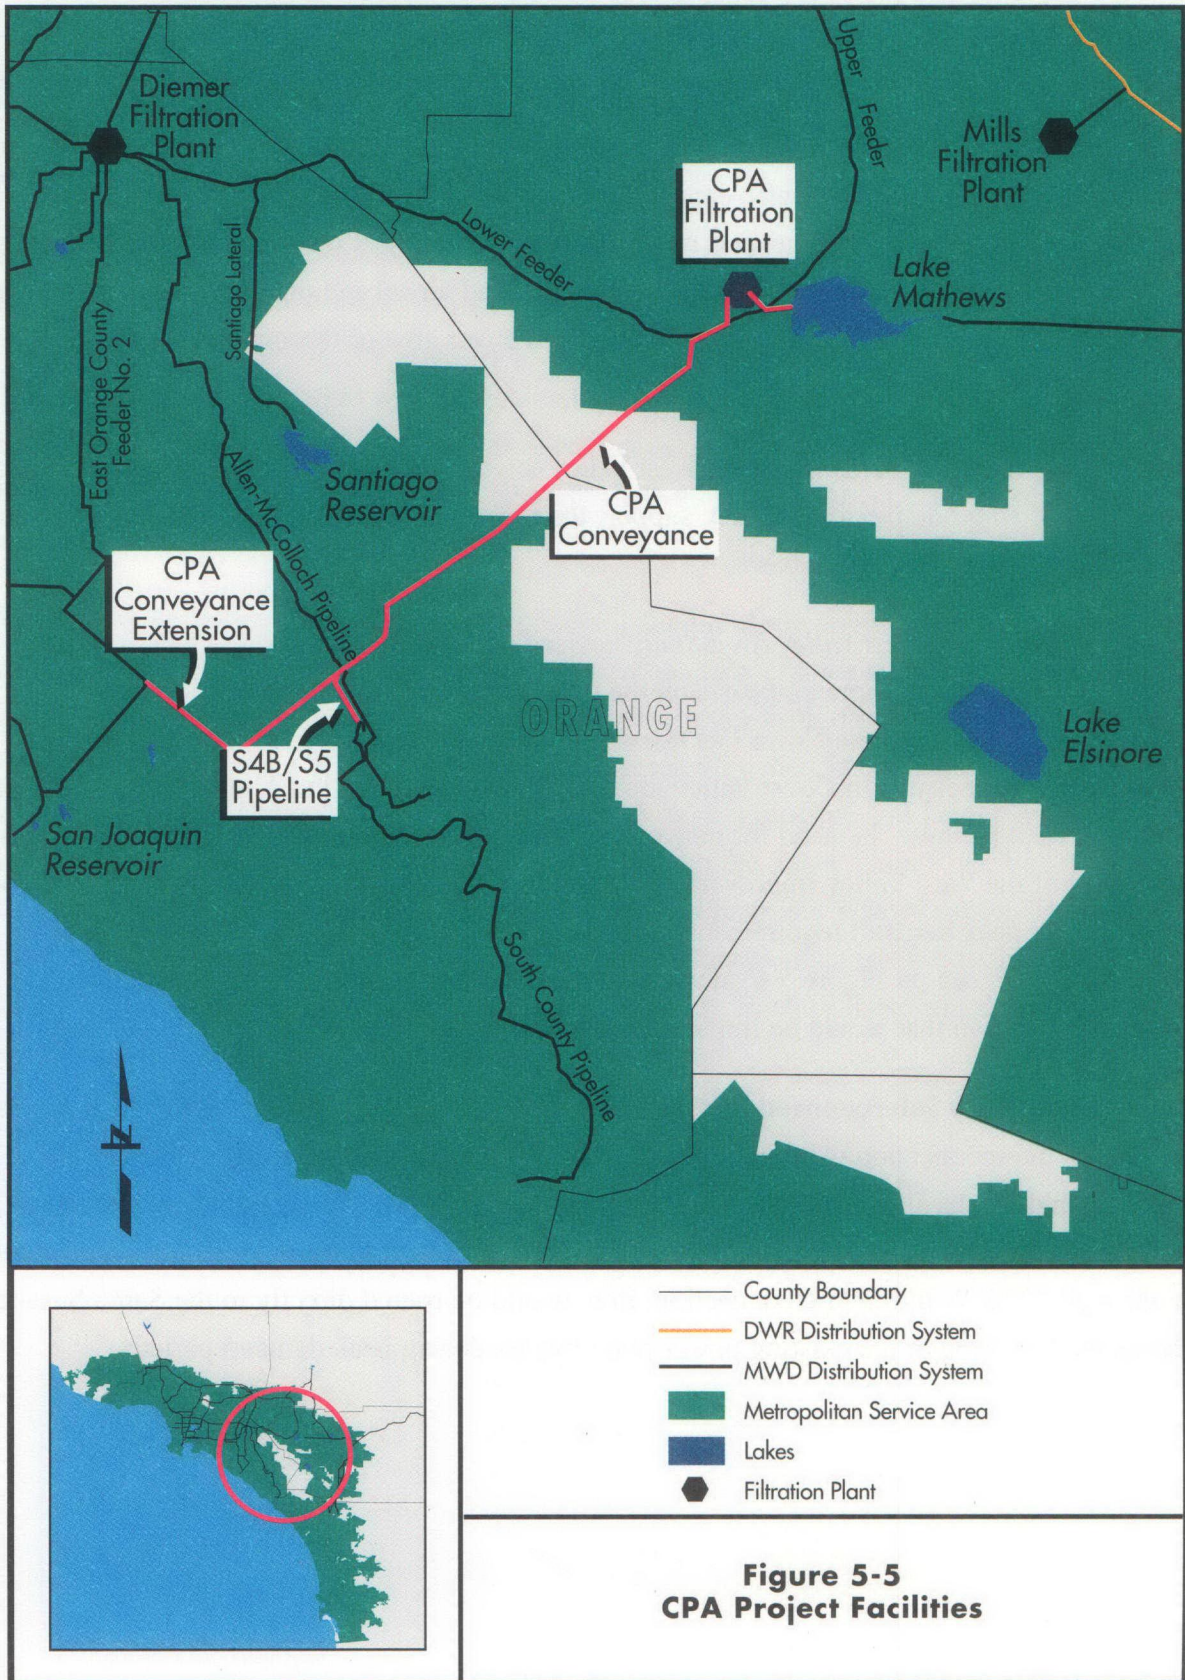 Diemer
Filtration
Plant
Upper Feeder
Mills
Filtration
Plant
CPA
Filtration
Plant
Lower Feeder
Lake
Mathews
Santiago Lateral
East Orange County
Feeder No. 2
Allen-McColloch Pipeline
Santiago
Reservoir
CPA
Conveyance
CPA
Conveyance
Extension
ORANGE
Lake
Elsinore
S4B/S5
Pipeline
San Joaquin
Reservoir
South County Pipeline
County Boundary
DWR Distribution System
MWD Distribution System
Metropolitan Service Area
Lakes
Filtration Plant
Figure 5-5
CPA Project Facilities